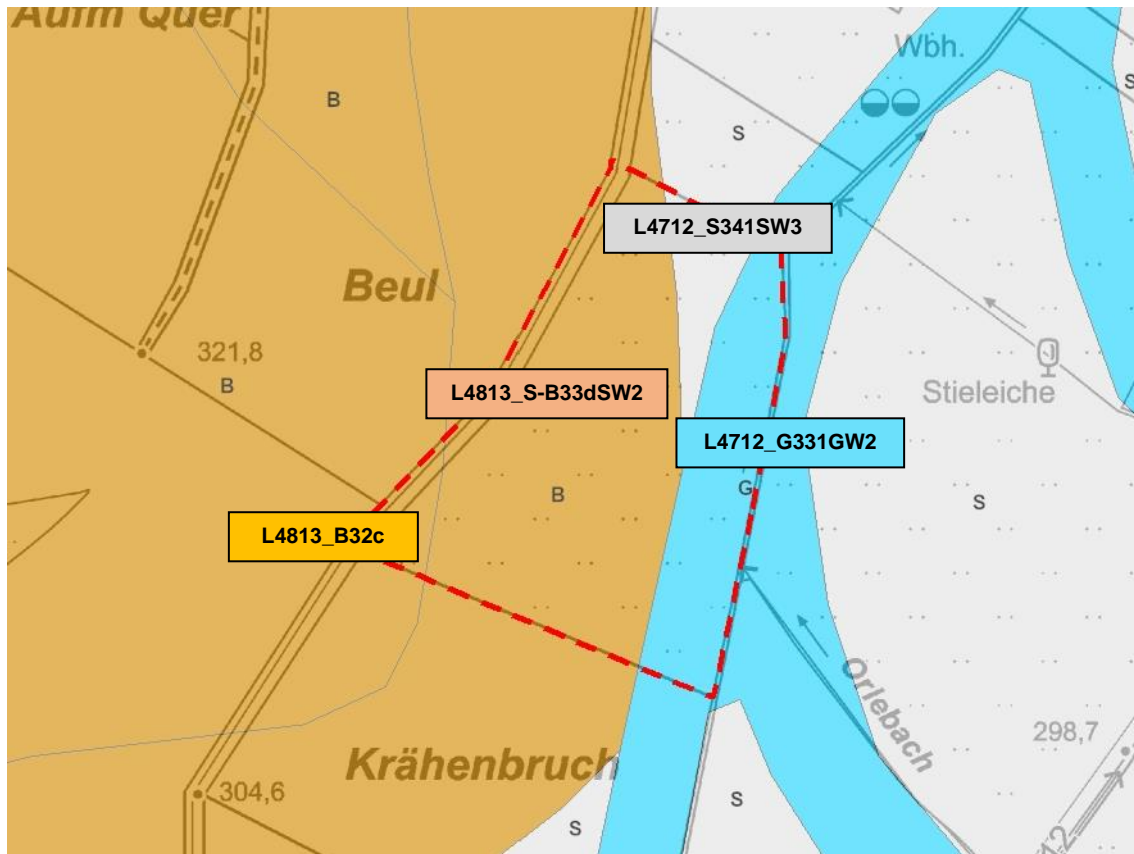 Aufm Quer
Wbh.
B
S
S
L4712_S341SW3
Beul
321,8
B
Stieleiche
L4813_S-B33dSW2
L4712_G331GW2
G
B
S
L4813_B32c
Orlebach
298,7
Krähenbruch
304,6
S
S